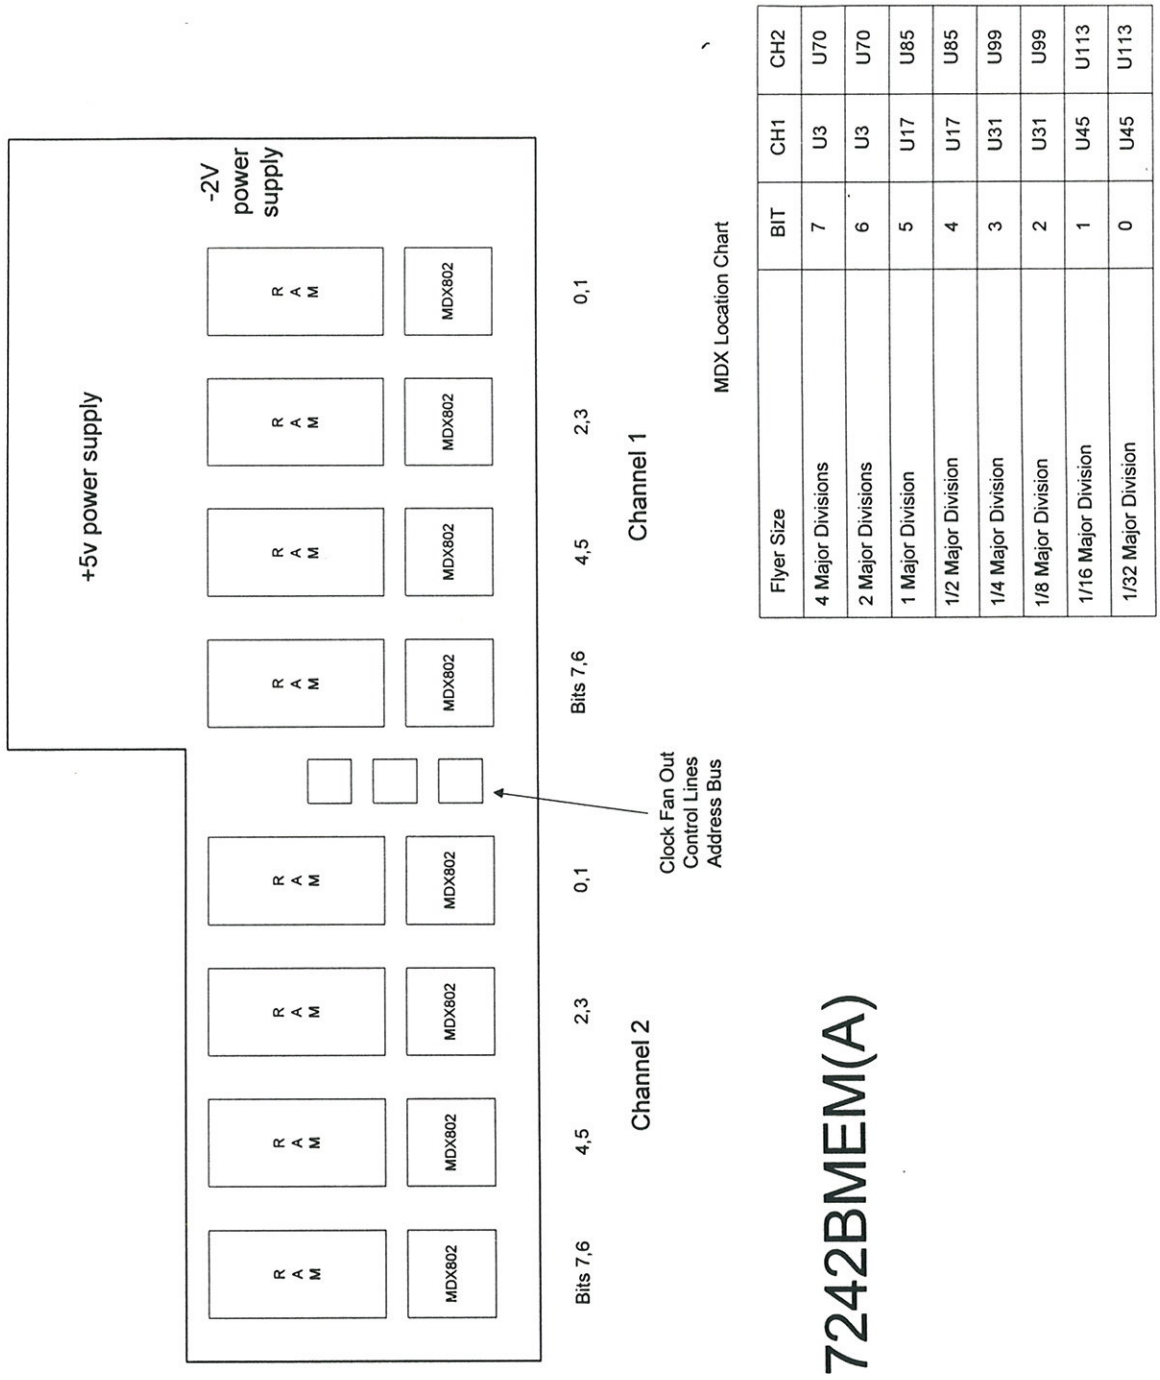 +5v power supply
-2V
power
supply
R
A
M
R
A
M
R
A
M
R
A
M
R
A
M
R
A
M
R
A
M
R
A
M
MDX802
MDX802
MDX802
MDX802
MDX802
MDX802
MDX802
MDX802
Bits 7,6
4,5
2,3
0,1
Bits 7,6
4,5
2,3
0,1
Channel 2
Channel 1
Clock Fan Out
Control Lines
Address Bus
7242BMEM(A)
MDX Location Chart
Flyer Size BIT CH1 CH2
4 Major Divisions 7 U3 U70
2 Major Divisions 6 U3 U70
1 Major Division 5 U17 U85
1/2 Major Division 4 U17 U85
1/4 Major Division 3 U31 U99
1/8 Major Division 2 U31 U99
1/16 Major Division 1 U45 U113
1/32 Major Division 0 U45 U113